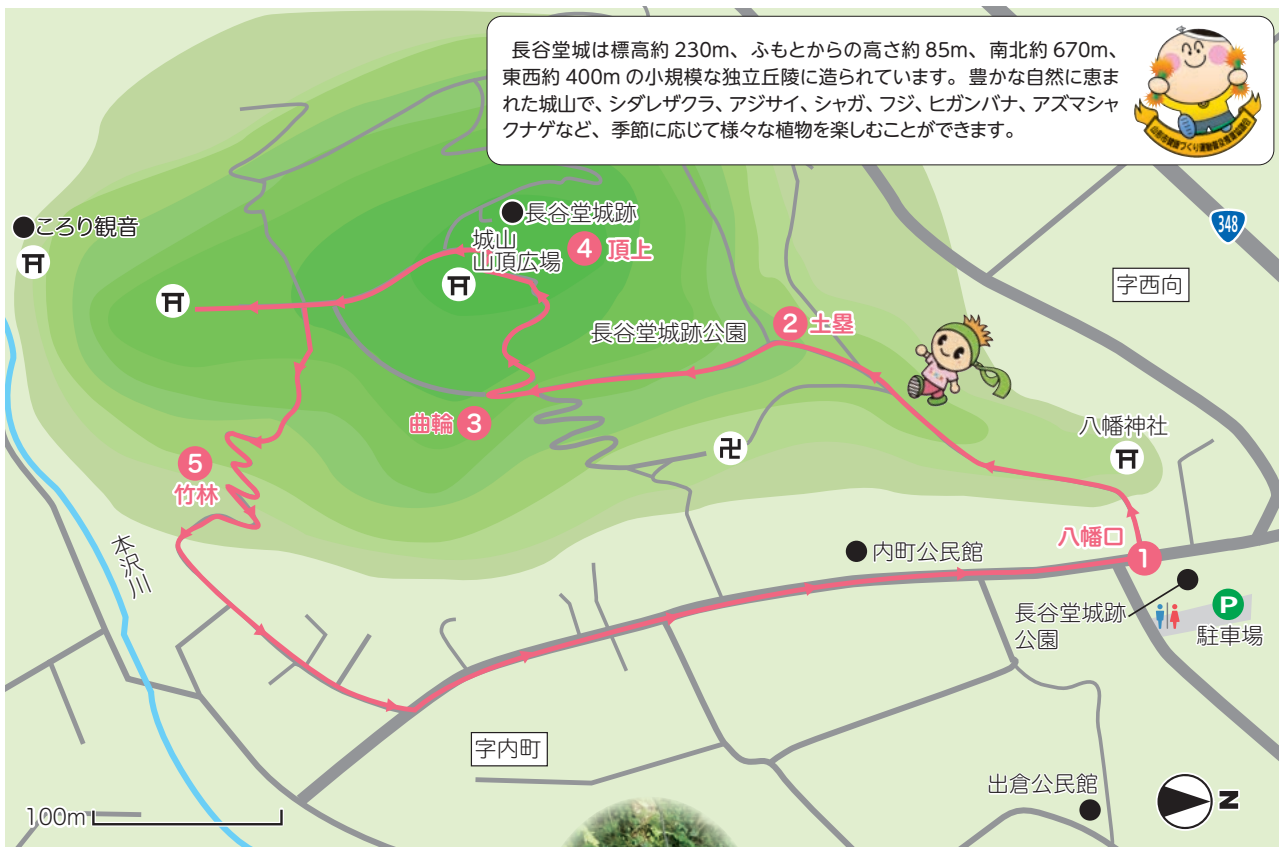 長谷堂城は標高約 230m、ふもとからの高さ約 85m、南北約 670m、
東西約 400m の小規模な独立丘陵に造られています。豊かな自然に恵ま
れた城山で、シダレザクラ、アジサイ、シャガ、フジ、ヒガンバナ、アズマシャ
クナゲなど、季節に応じて様々な植物を楽しむことができます。
348
字西向
ころり観音
長谷堂城跡
城山
山頂広場
4 頂上
長谷堂城跡公園
2 土塁
曲輪 3
卍
八幡神社
5
竹林
本沢川
八幡口
1
内町公民館
長谷堂城跡
公園
P
駐車場
字内町
出倉公民館
100m
N